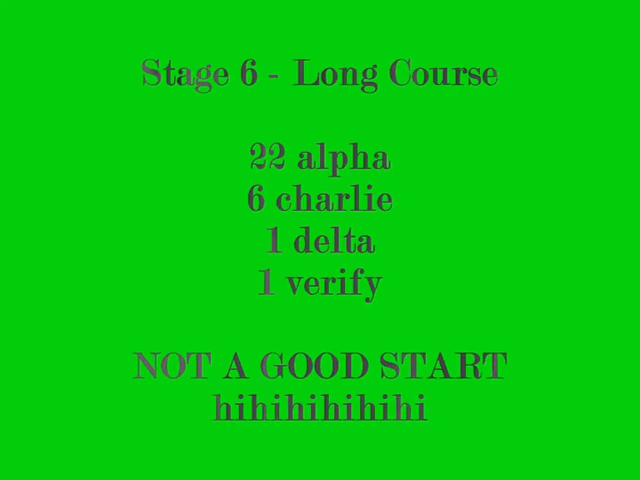 Stage 6 - Long Course
22 alpha
6 charlie
1 delta
1 verify
NOT A GOOD START
hihihihihihi